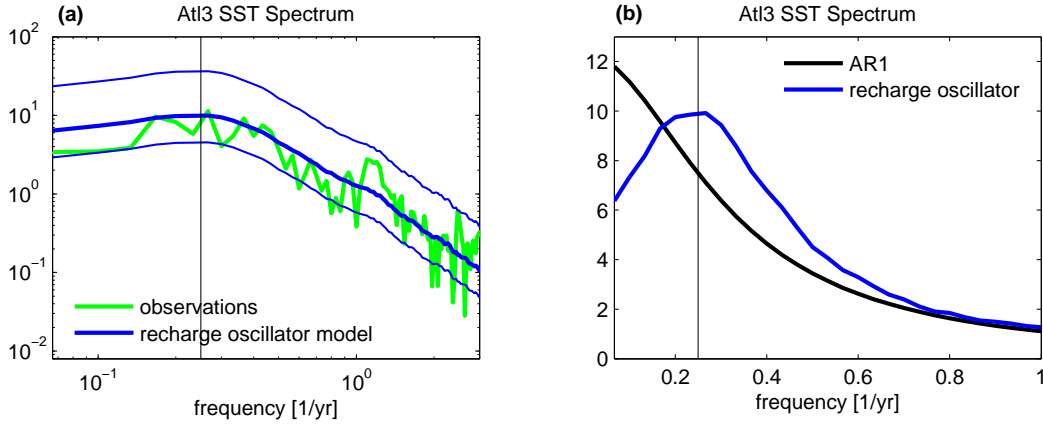 (a)
Atl3 SST Spectrum
10^2
10^1
10^0
10^−1
10^−2
observations
recharge oscillator model
10^−1
10^0
frequency [1/yr]
(b)
Atl3 SST Spectrum
12
10
8
6
4
2
0
AR1
recharge oscillator
0.2
0.4
0.6
0.8
1
frequency [1/yr]